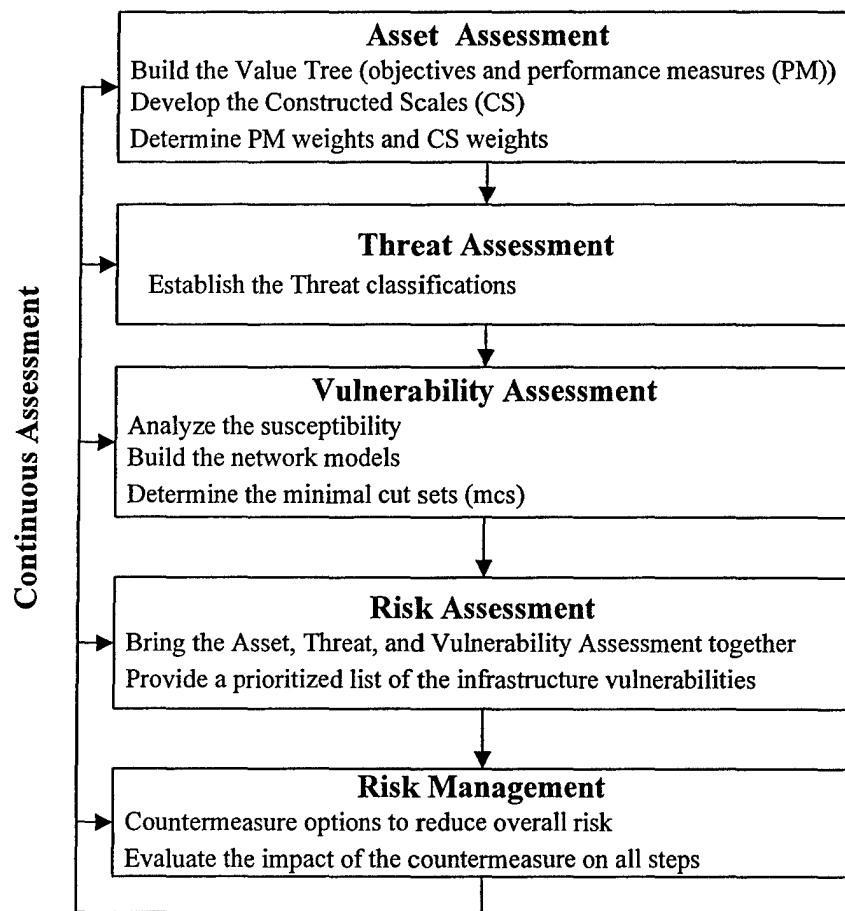 Asset Assessment
Build the Value Tree (objectives and performance measures (PM))
Develop the Constructed Scales (CS)
Determine PM weights and CS weights
Threat Assessment
Establish the Threat classifications
Continuous Assessment
Vulnerability Assessment
Analyze the susceptibility
Build the network models
Determine the minimal cut sets (mcs)
Risk Assessment
Bring the Asset, Threat, and Vulnerability Assessment together
Provide a prioritized list of the infrastructure vulnerabilities
Risk Management
Countermeasure options to reduce overall risk
Evaluate the impact of the countermeasure on all steps